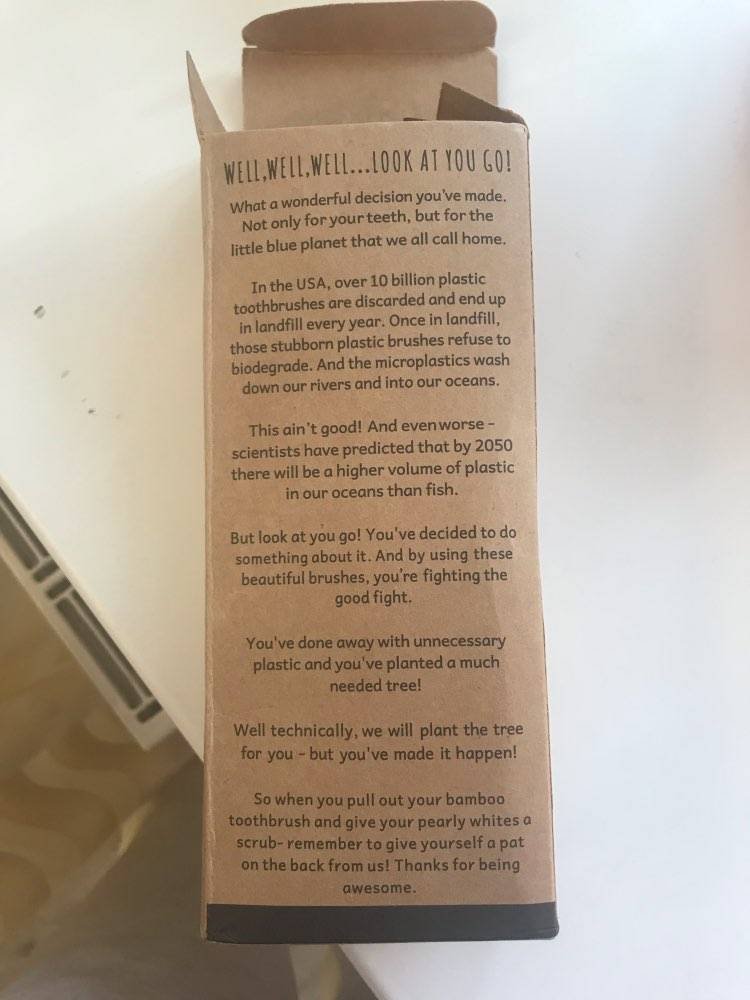 WELL,WELL,WELL...LOOK AT YOU GO!
What a wonderful decision you've made.
Not only for your teeth, but for the
little blue planet that we all call home.
In the USA, over 10 billion plastic
toothbrushes are discarded and end up
in landfill every year. Once in landfill,
those stubborn plastic brushes refuse to
biodegrade. And the microplastics wash
down our rivers and into our oceans.
This ain't good! And even worse -
scientists have predicted that by 2050
there will be a higher volume of plastic
in our oceans than fish.
But look at you go! You've decided to do
something about it. And by using these
beautiful brushes, you're fighting the
good fight.
You've done away with unnecessary
plastic and you've planted a much
needed tree!
Well technically, we will plant the tree
for you - but you've made it happen!
So when you pull out your bamboo
toothbrush and give your pearly whites a
scrub- remember to give yourself a pat
on the back from us! Thanks for being
awesome.